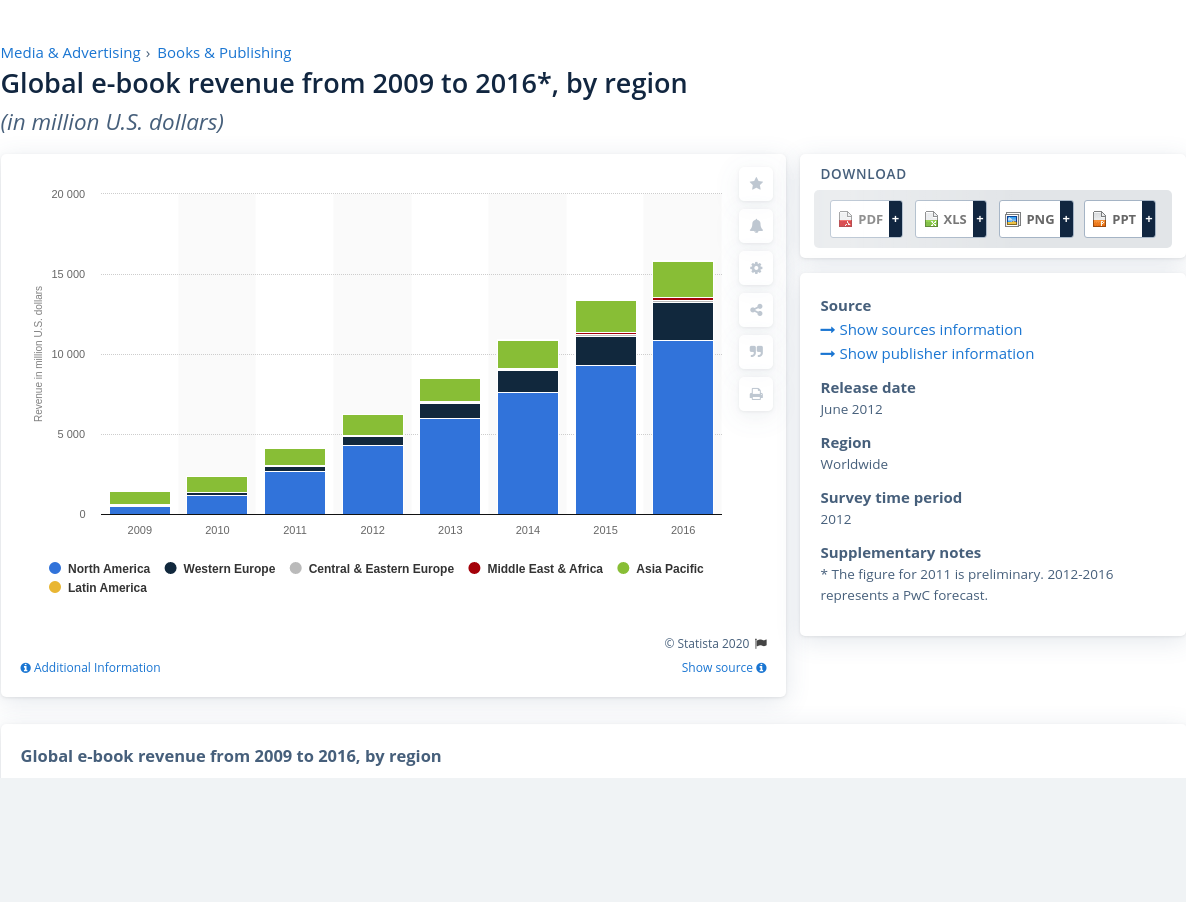 Media & Advertising › Books & Publishing
Global e-book revenue from 2009 to 2016*, by region
(in million U.S. dollars)
20 000
15 000
10 000
5 000
0
Revenue in million U.S. dollars
2009 2010 2011 2012 2013 2014 2015 2016
North America Western Europe Central & Eastern Europe Middle East & Africa Asia Pacific
Latin America
© Statista 2020
Additional Information Show source
DOWNLOAD
PDF + XLS + PNG + PPT +
Source
Show sources information
Show publisher information
Release date
June 2012
Region
Worldwide
Survey time period
2012
Supplementary notes
* The figure for 2011 is preliminary. 2012-2016
represents a PwC forecast.
Global e-book revenue from 2009 to 2016, by region